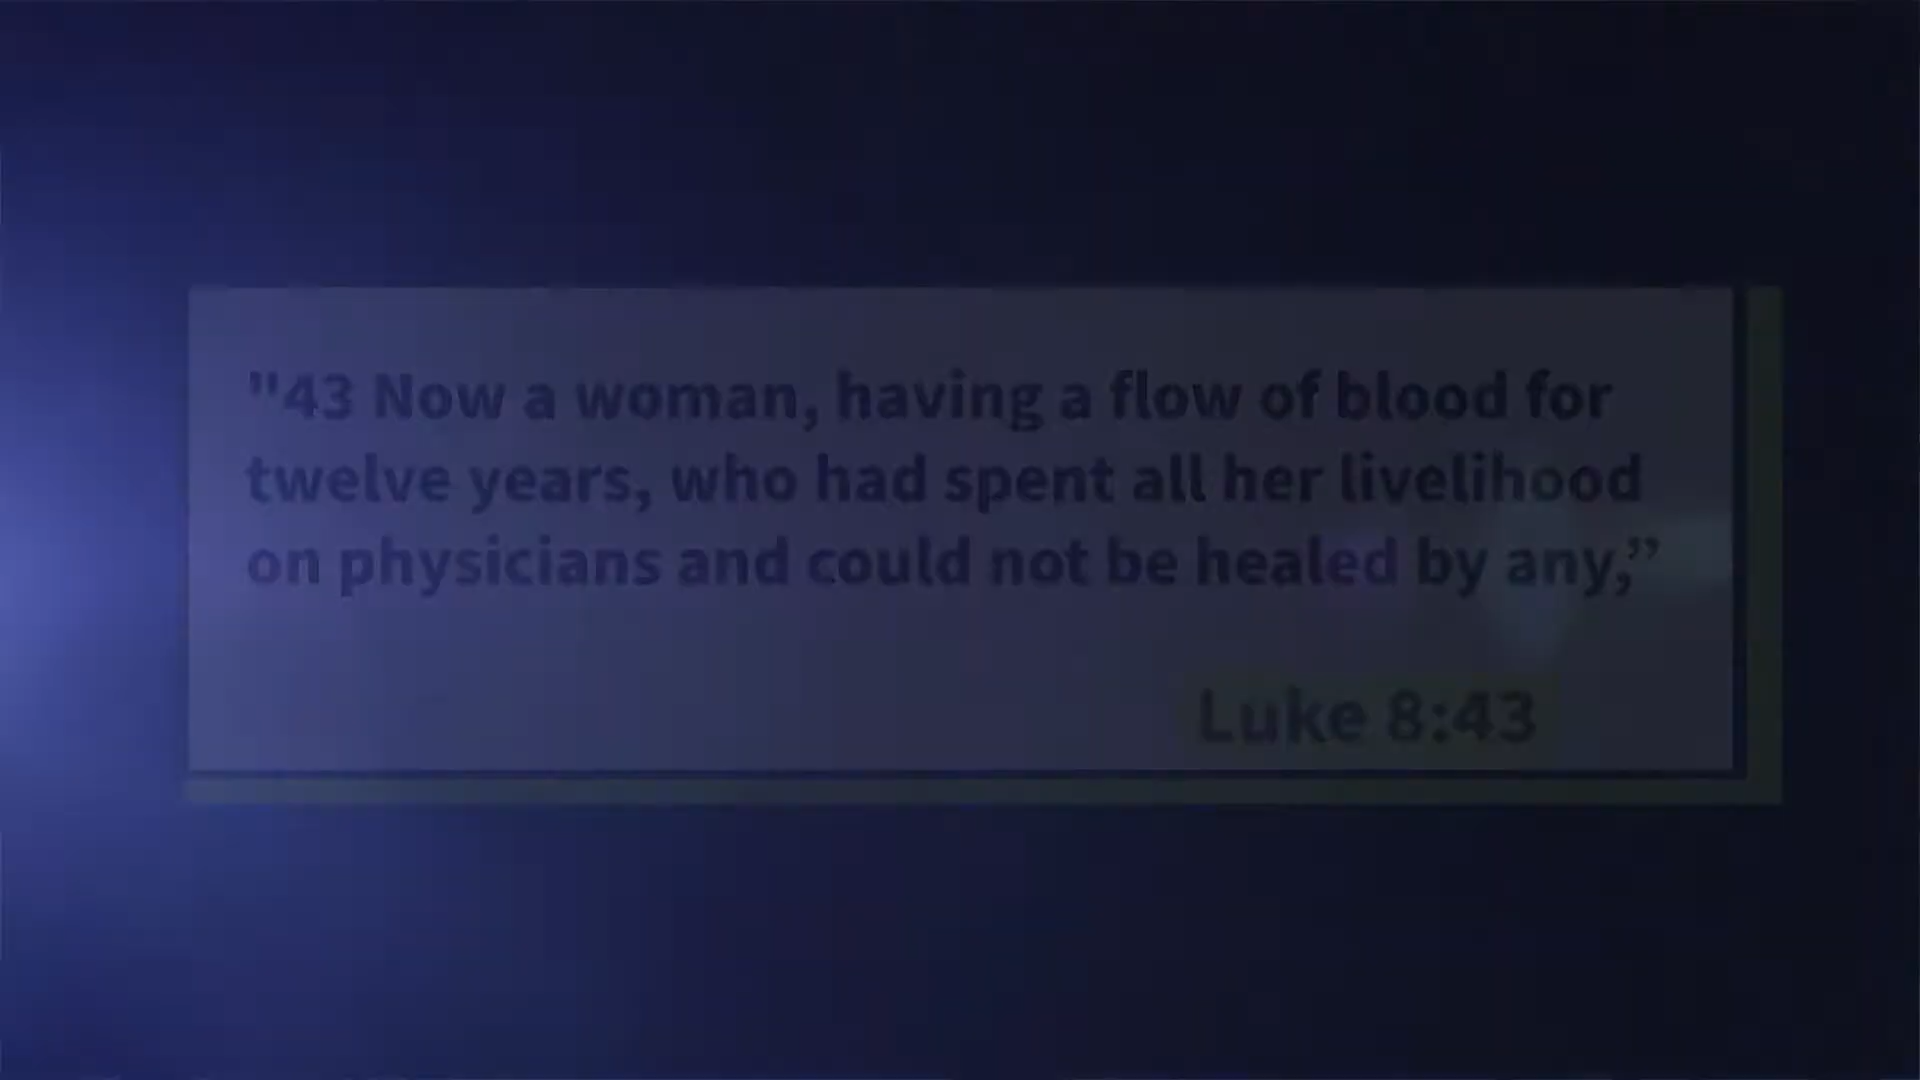 "43 Now a woman, having a flow of blood for
twelve years, who had spent all her livelihood
on physicians and could not be healed by any,”
Luke 8:43